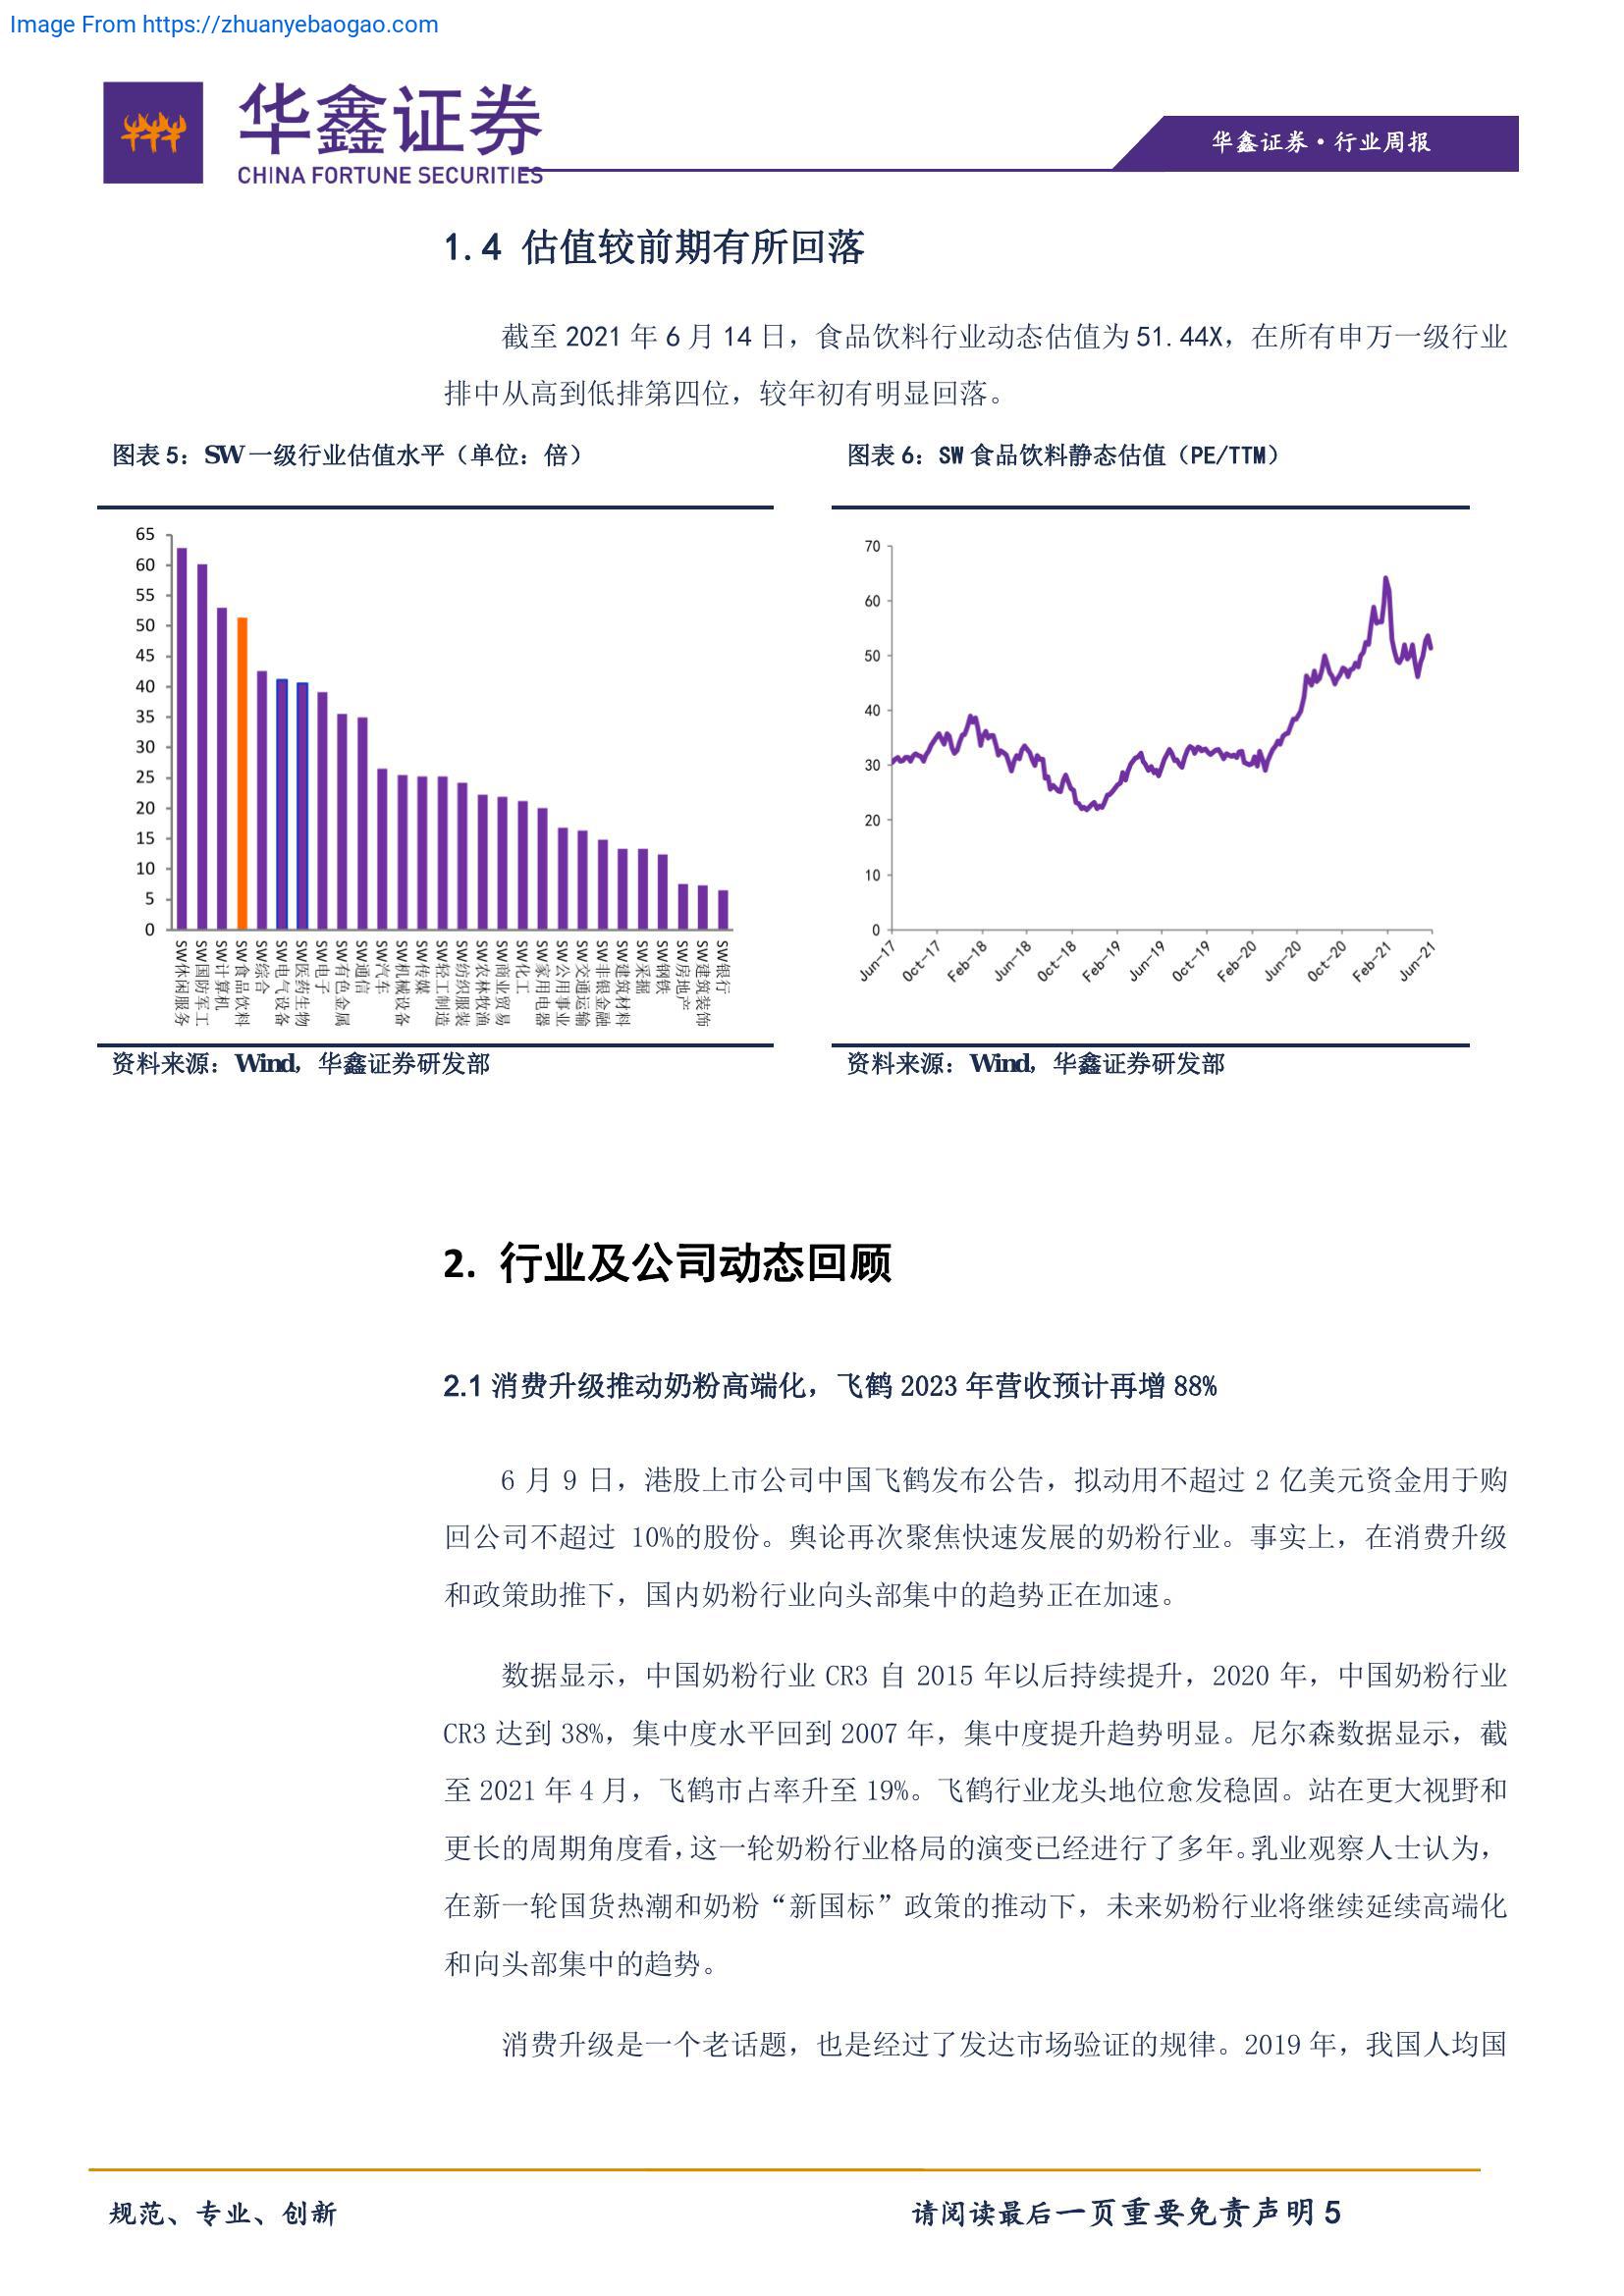 Image From https://zhuanyebaogao.com
华鑫证券
CHINA FORTUNE SECURITIES
华鑫证券·行业周报
1.4 估值较前期有所回落
截至 2021 年 6 月 14 日，食品饮料行业动态估值为 51.44X，在所有申万一级行业
排中从高到低排第四位，较年初有明显回落。
图表 5：SW 一级行业估值水平（单位：倍）
65
60
55
50
45
40
35
30
25
20
15
10
5
0
SW休闲服务
SW国防军工
SW计算机
SW食品饮料
SW综合
SW电气设备
SW医药生物
SW电子
SW有色金属
SW通信
SW汽车
SW机械设备
SW传媒
SW轻工制造
SW纺织服装
SW农林牧渔
SW商业贸易
SW化工
SW家用电器
SW公用事业
SW交通运输
SW非银金融
SW建筑材料
SW采掘
SW钢铁
SW房地产
SW建筑装饰
SW银行
资料来源：Wind，华鑫证券研发部
图表 6：SW 食品饮料静态估值（PE/TTM）
70
60
50
40
30
20
10
0
Jun-17
Oct-17
Feb-18
Jun-18
Oct-18
Feb-19
Jun-19
Oct-19
Feb-20
Jun-20
Oct-20
Feb-21
Jun-21
资料来源：Wind，华鑫证券研发部
2. 行业及公司动态回顾
2.1 消费升级推动奶粉高端化，飞鹤 2023 年营收预计再增 88%
6 月 9 日，港股上市公司中国飞鹤发布公告，拟动用不超过 2 亿美元资金用于购
回公司不超过 10%的股份。舆论再次聚焦快速发展的奶粉行业。事实上，在消费升级
和政策助推下，国内奶粉行业向头部集中的趋势正在加速。
数据显示，中国奶粉行业 CR3 自 2015 年以后持续提升，2020 年，中国奶粉行业
CR3 达到 38%，集中度水平回到 2007 年，集中度提升趋势明显。尼尔森数据显示，截
至 2021 年 4 月，飞鹤市占率升至 19%。飞鹤行业龙头地位愈发稳固。站在更大视野和
更长的周期角度看，这一轮奶粉行业格局的演变已经进行了多年。乳业观察人士认为，
在新一轮国货热潮和奶粉“新国标”政策的推动下，未来奶粉行业将继续延续高端化
和向头部集中的趋势。
消费升级是一个老话题，也是经过了发达市场验证的规律。2019 年，我国人均国
规范、专业、创新
请阅读最后一页重要免责声明 5